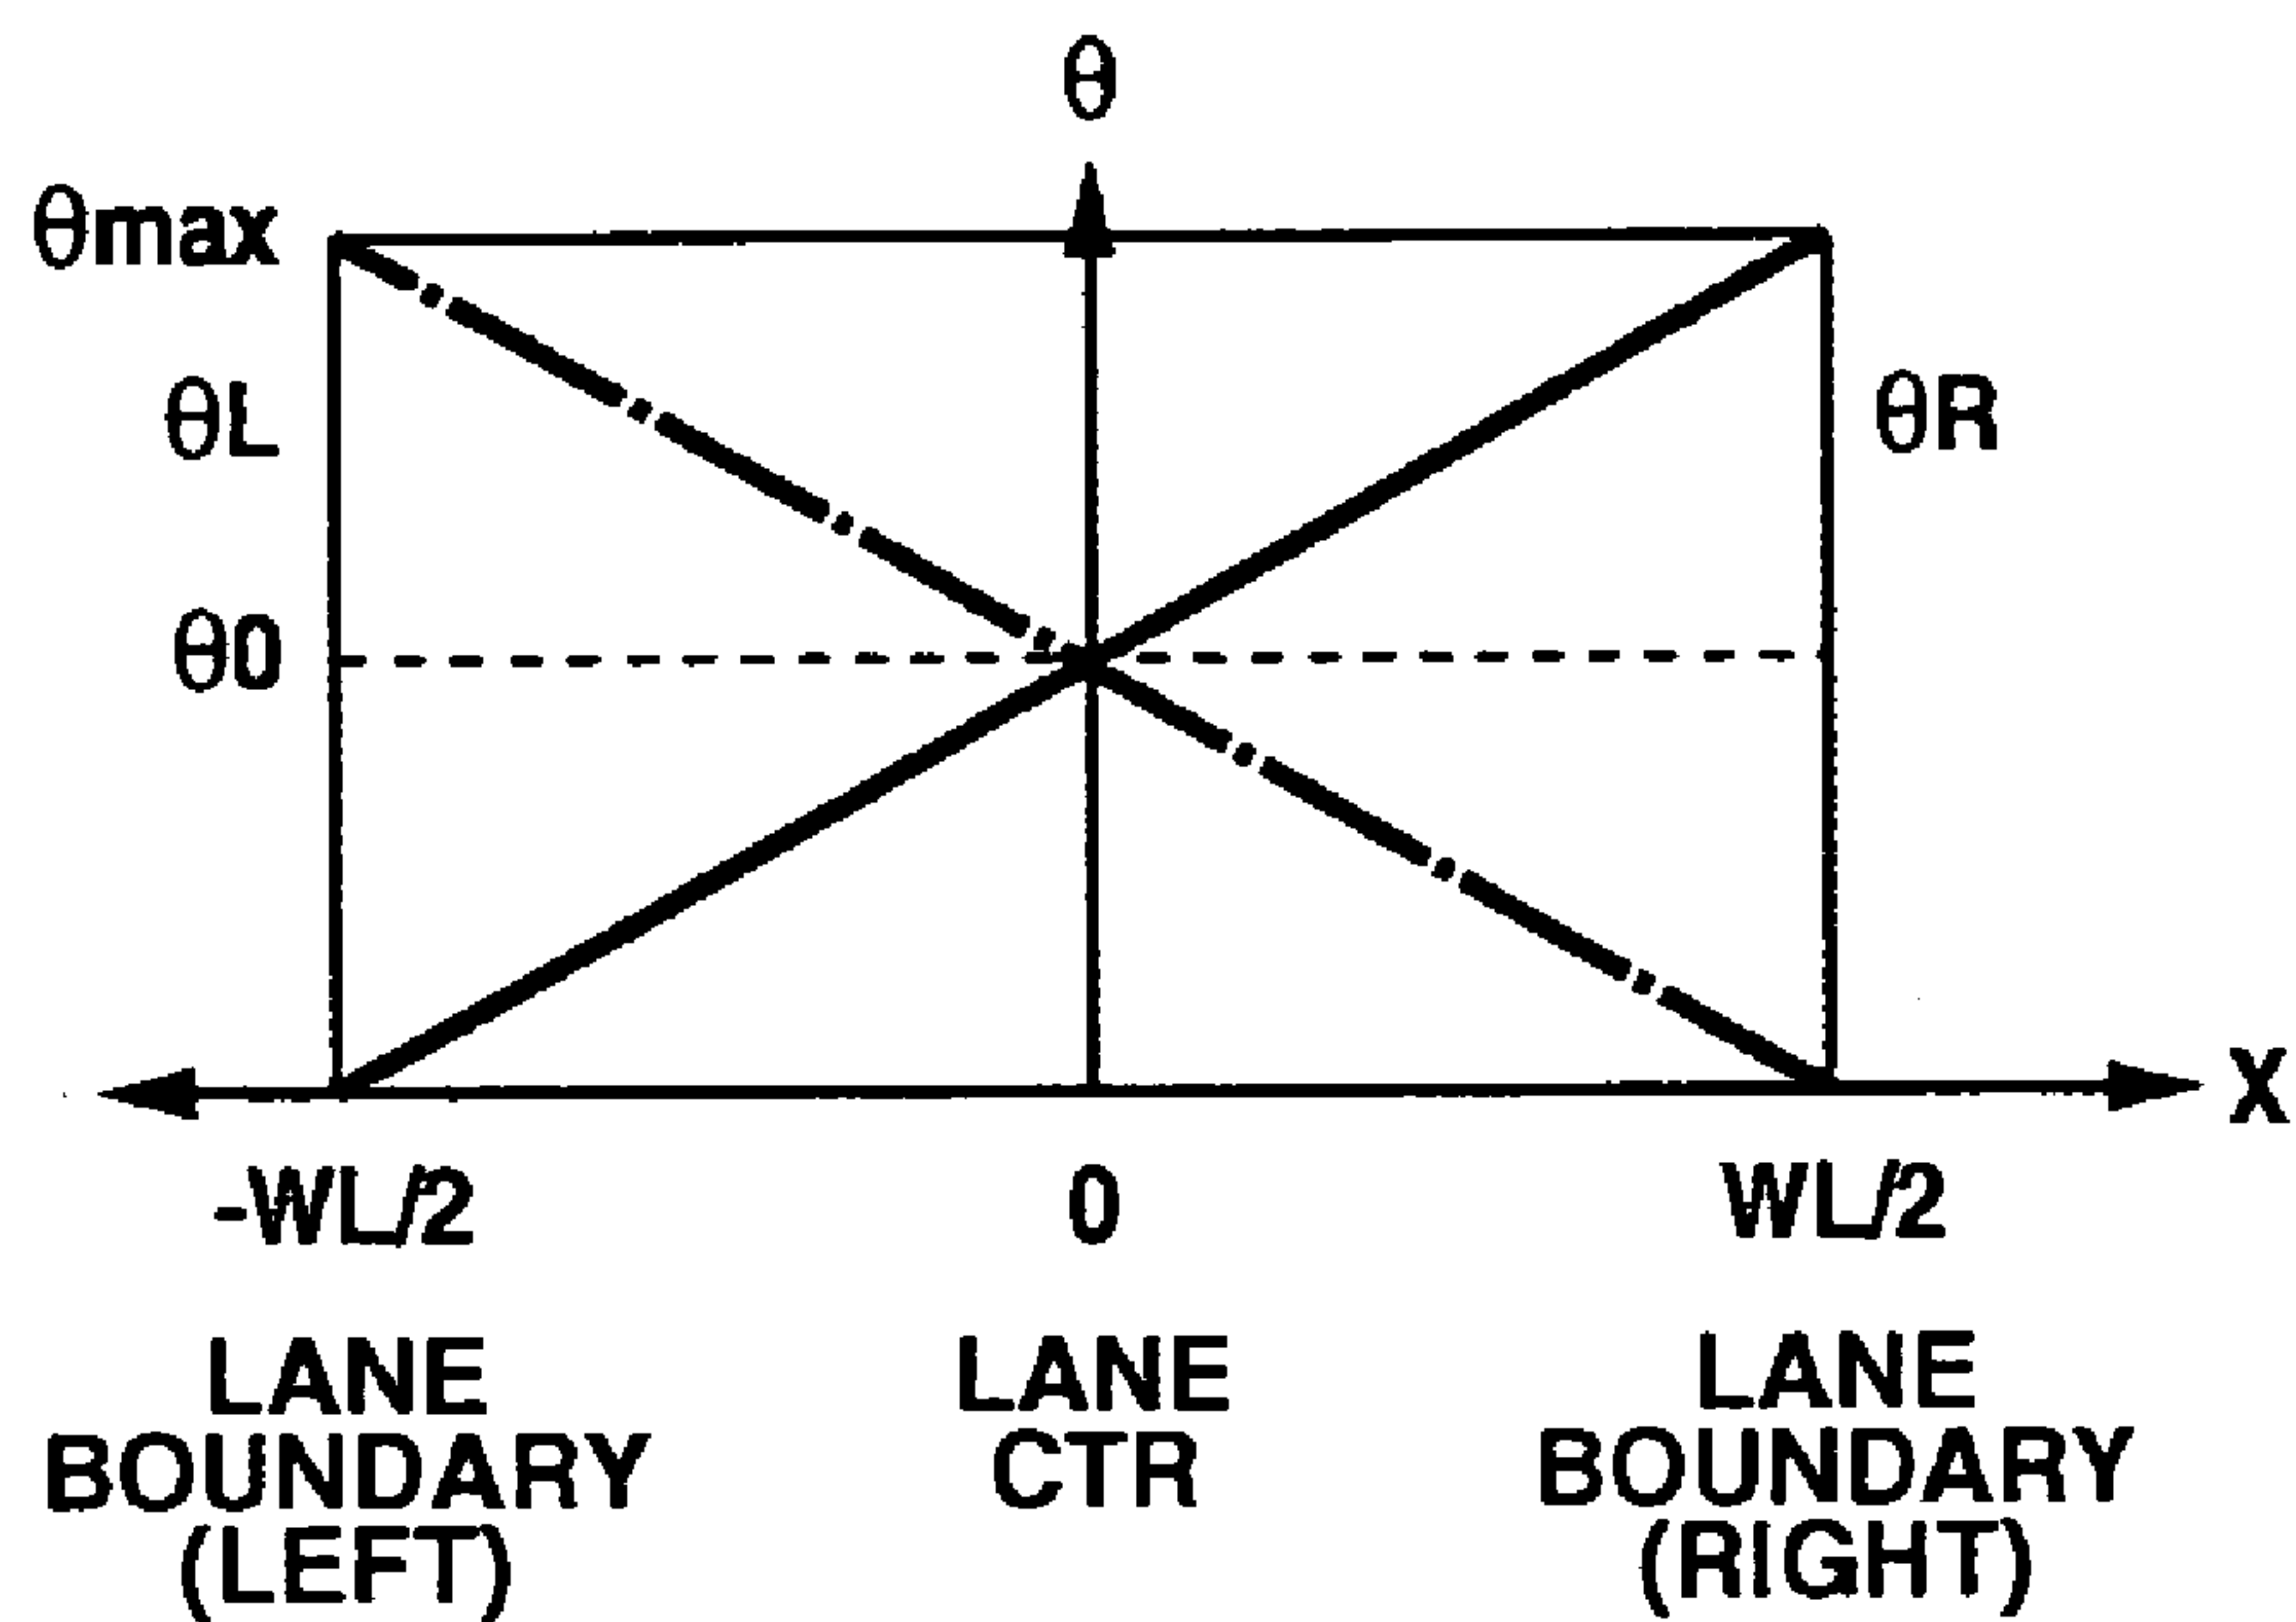 θ
θmax
θL
θR
θ0
X
-WL/2 0 WL/2
LANE BOUNDARY (LEFT)
LANE CTR
LANE BOUNDARY (RIGHT)